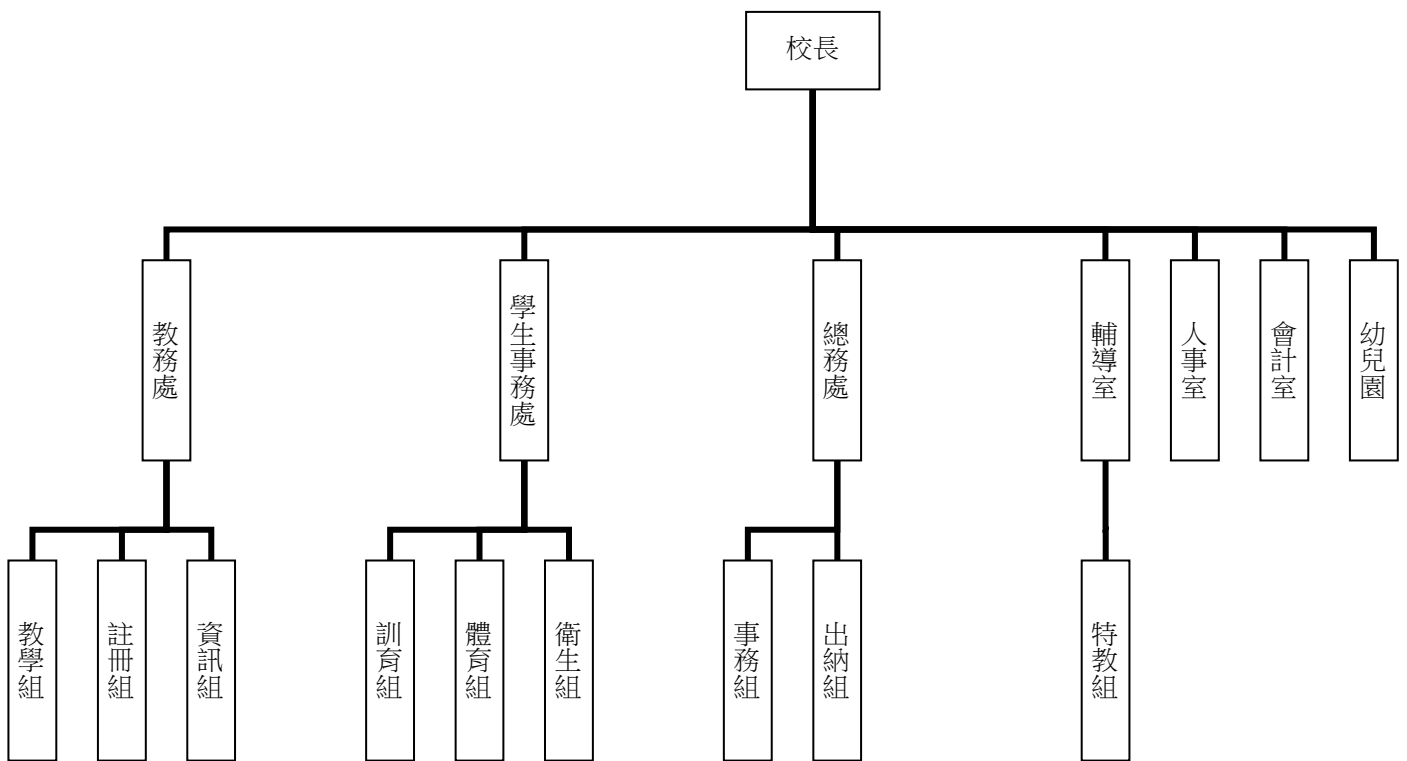 校長
教務處
學生事務處
總務處
輔導室
人事室
會計室
幼兒園
教學組
註冊組
資訊組
訓育組
體育組
衛生組
事務組
出納組
特教組